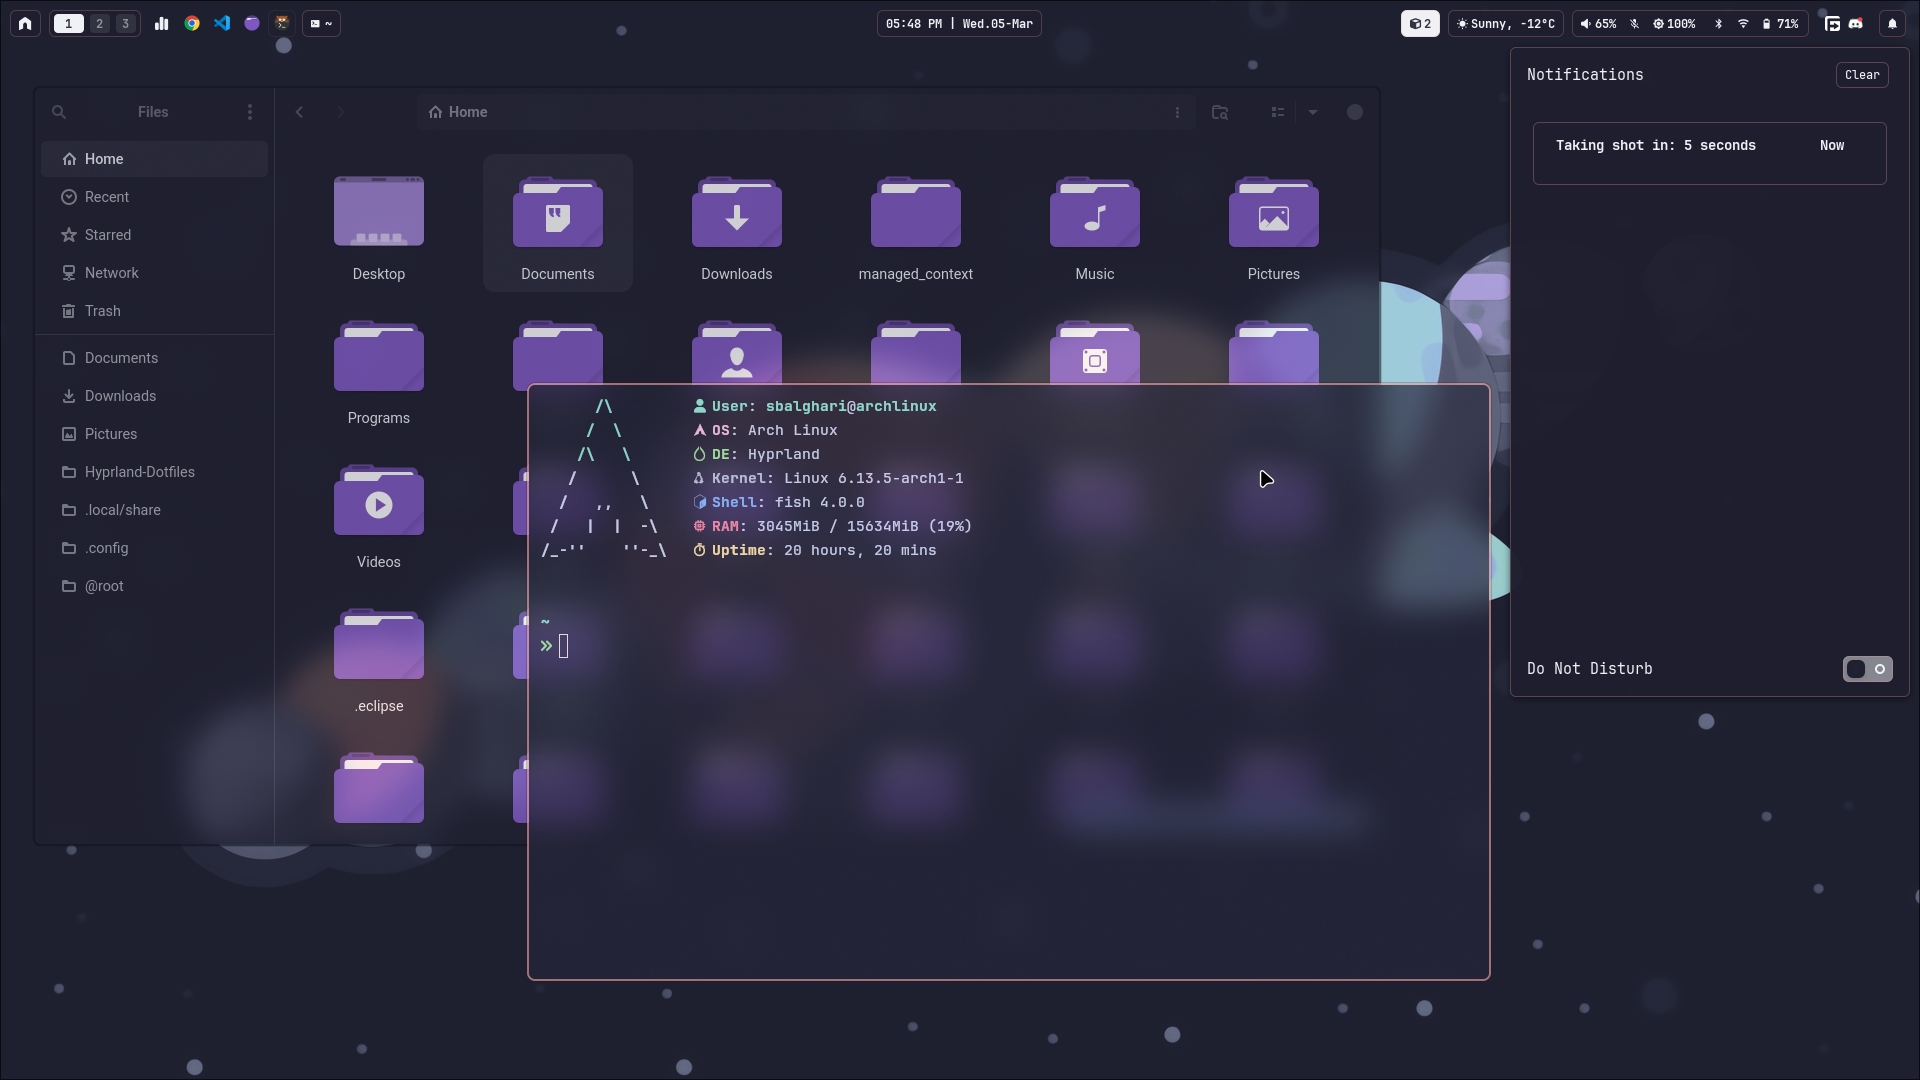 1 2 3
~
05:48 PM | Wed.05-Mar
2
Sunny, -12°C
65%
100%
71%
Notifications
Clear
Taking shot in: 5 seconds Now
Do Not Disturb
Files
Home
Recent
Starred
Network
Trash
Documents
Downloads
Pictures
Hyprland-Dotfiles
.local/share
.config
@root
Home
Desktop
Documents
Downloads
managed_context
Music
Pictures
Programs
Videos
.eclipse
/\
/ \
/\ \
/ \
/ ,, \
/ | | -\
/_-'' ''-_\
User: sbalghari@archlinux
OS: Arch Linux
DE: Hyprland
Kernel: Linux 6.13.5-arch1-1
Shell: fish 4.0.0
RAM: 3045MiB / 15634MiB (19%)
Uptime: 20 hours, 20 mins
~
»